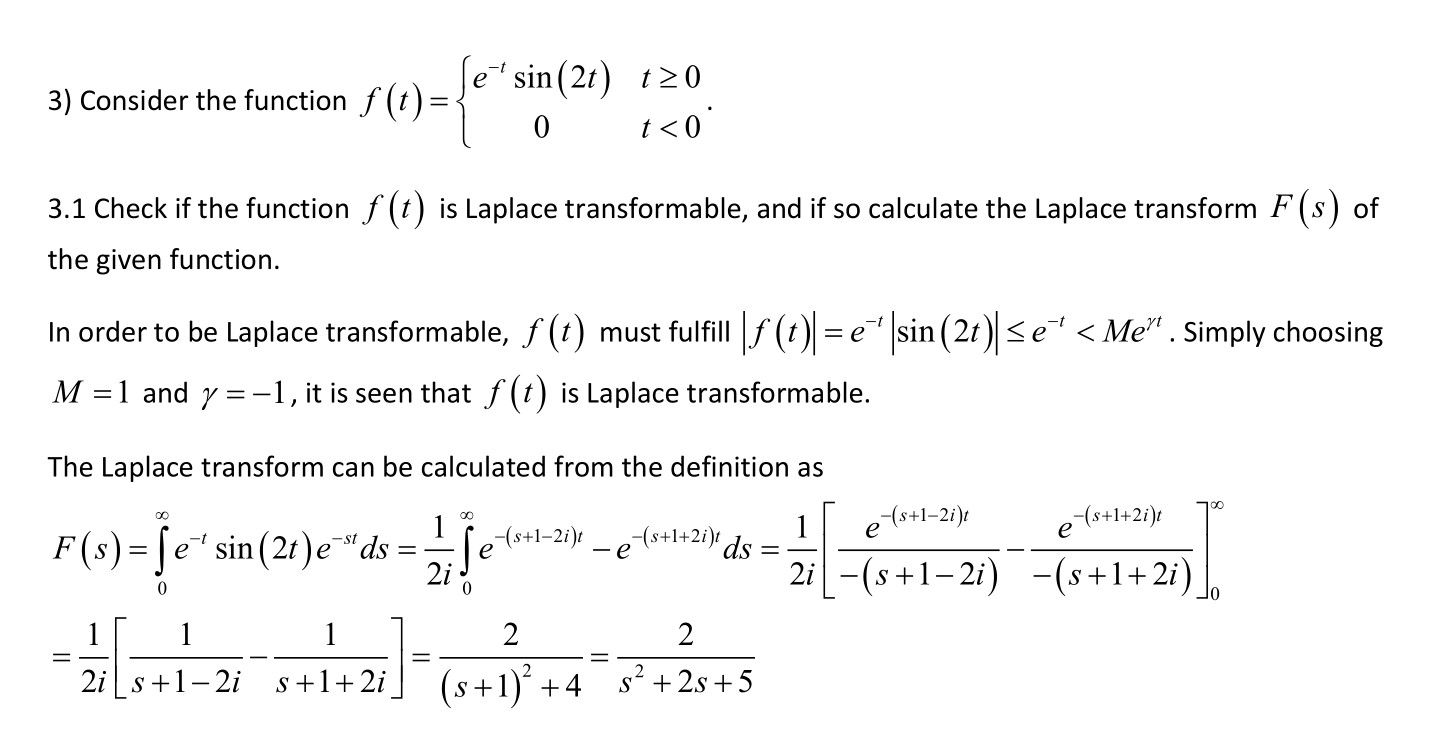 3) Consider the function $f(t)=\begin{cases} e^{-t}\sin(2t) & t\geq 0 \\ 0 & t<0 \end{cases}$.
3.1 Check if the function $f(t)$ is Laplace transformable, and if so calculate the Laplace transform $F(s)$ of
the given function.
In order to be Laplace transformable, $f(t)$ must fulfill $|f(t)|=e^{-t}|\sin(2t)|\leq e^{-t}<Me^{\gamma t}$. Simply choosing
$M=1$ and $\gamma=-1$, it is seen that $f(t)$ is Laplace transformable.
The Laplace transform can be calculated from the definition as
$F(s)=\int_0^\infty e^{-t}\sin(2t)e^{-st}ds=\frac{1}{2i}\int_0^\infty e^{-(s+1-2i)t}-e^{-(s+1+2i)t}ds=\frac{1}{2i}\left[\frac{e^{-(s+1-2i)t}}{-(s+1-2i)}-\frac{e^{-(s+1+2i)t}}{-(s+1+2i)}\right]_0^\infty$
$=\frac{1}{2i}\left[\frac{1}{s+1-2i}-\frac{1}{s+1+2i}\right]=\frac{2}{(s+1)^2+4}=\frac{2}{s^2+2s+5}$